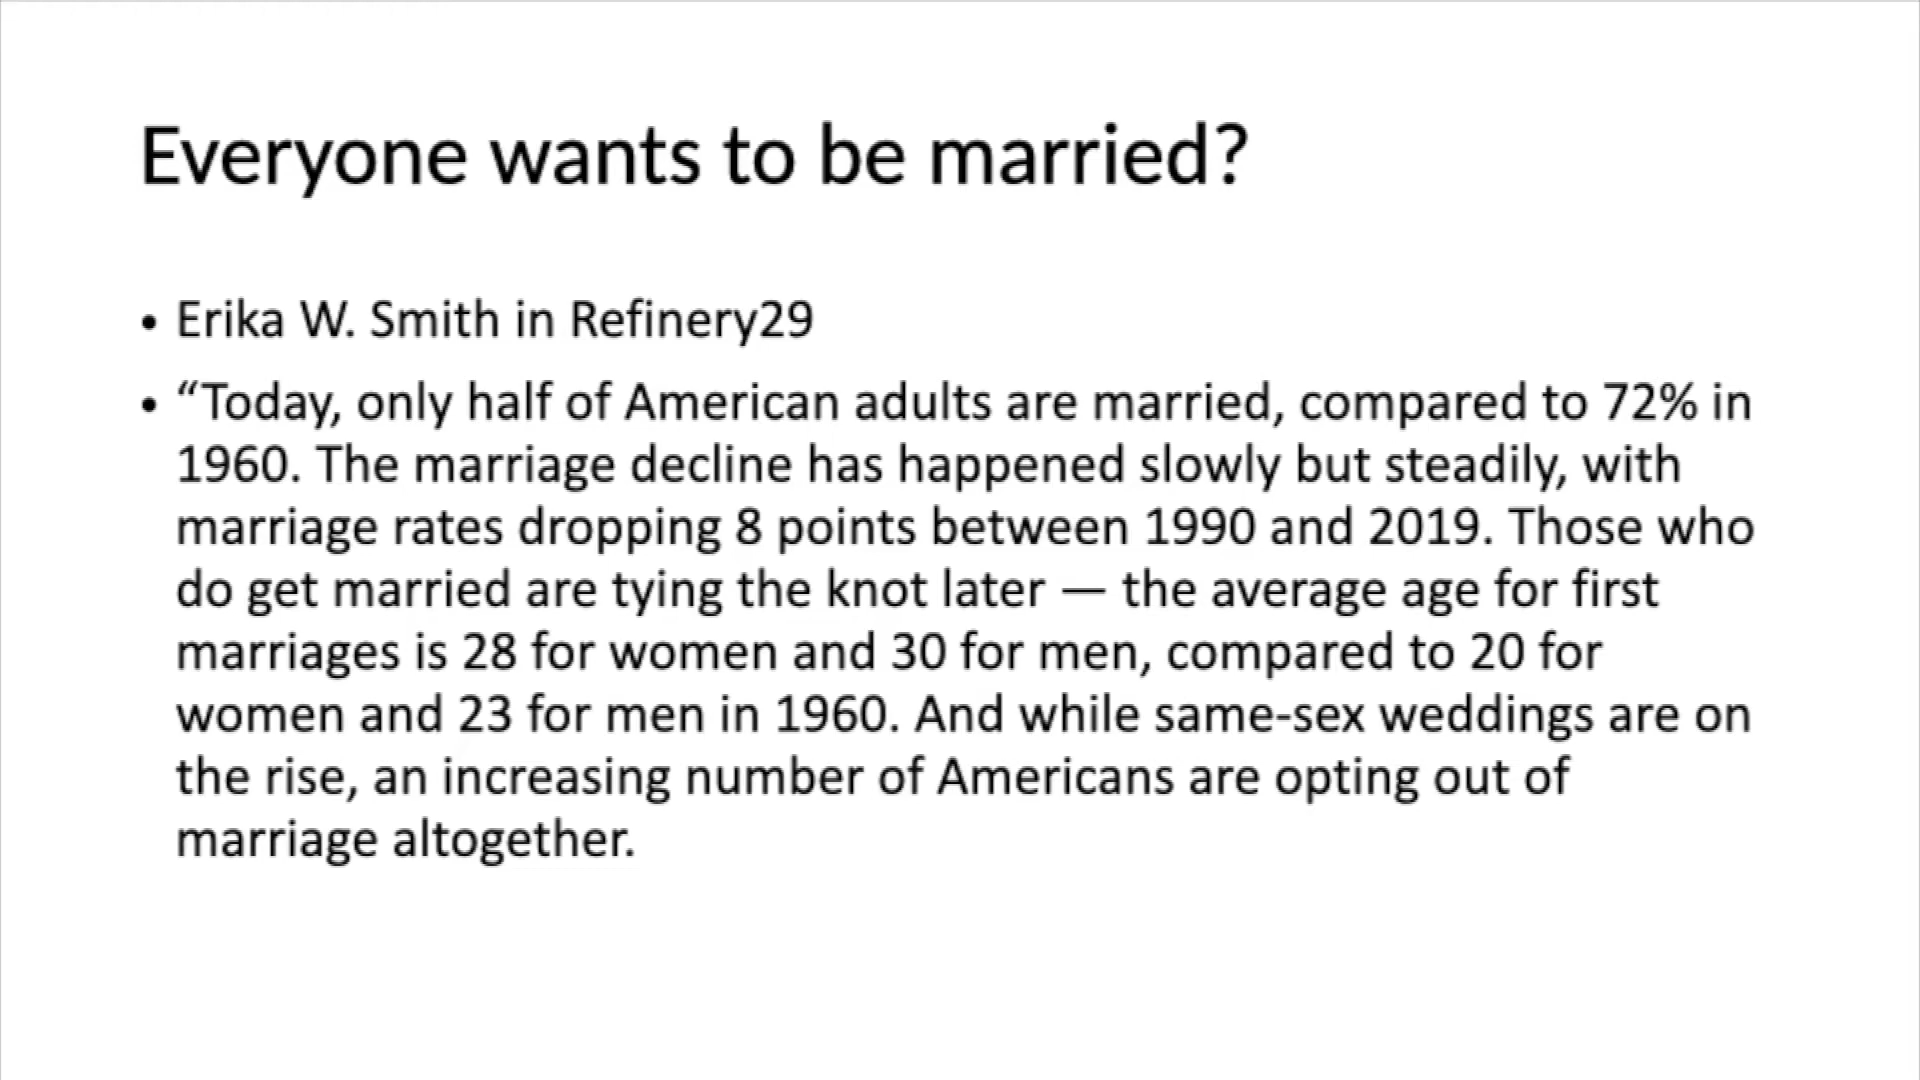 Everyone wants to be married?
• Erika W. Smith in Refinery29
• “Today, only half of American adults are married, compared to 72% in
1960. The marriage decline has happened slowly but steadily, with
marriage rates dropping 8 points between 1990 and 2019. Those who
do get married are tying the knot later — the average age for first
marriages is 28 for women and 30 for men, compared to 20 for
women and 23 for men in 1960. And while same-sex weddings are on
the rise, an increasing number of Americans are opting out of
marriage altogether.